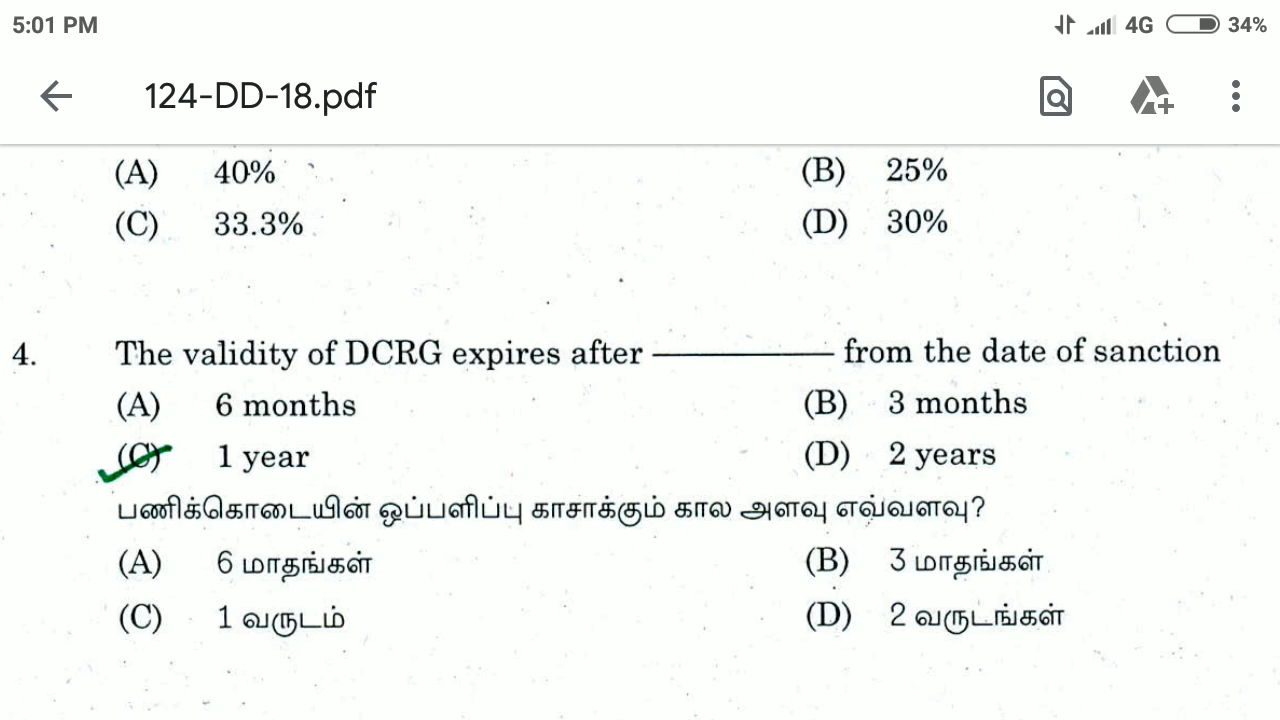 5:01 PM 4G 34%
124-DD-18.pdf
(A) 40% (B) 25%
(C) 33.3% (D) 30%
4. The validity of DCRG expires after ———— from the date of sanction
(A) 6 months (B) 3 months
(C) 1 year (D) 2 years
பணிக்கொடையின் ஒப்பளிப்பு காசாக்கும் கால அளவு எவ்வளவு?
(A) 6 மாதங்கள் (B) 3 மாதங்கள்
(C) 1 வருடம் (D) 2 வருடங்கள்